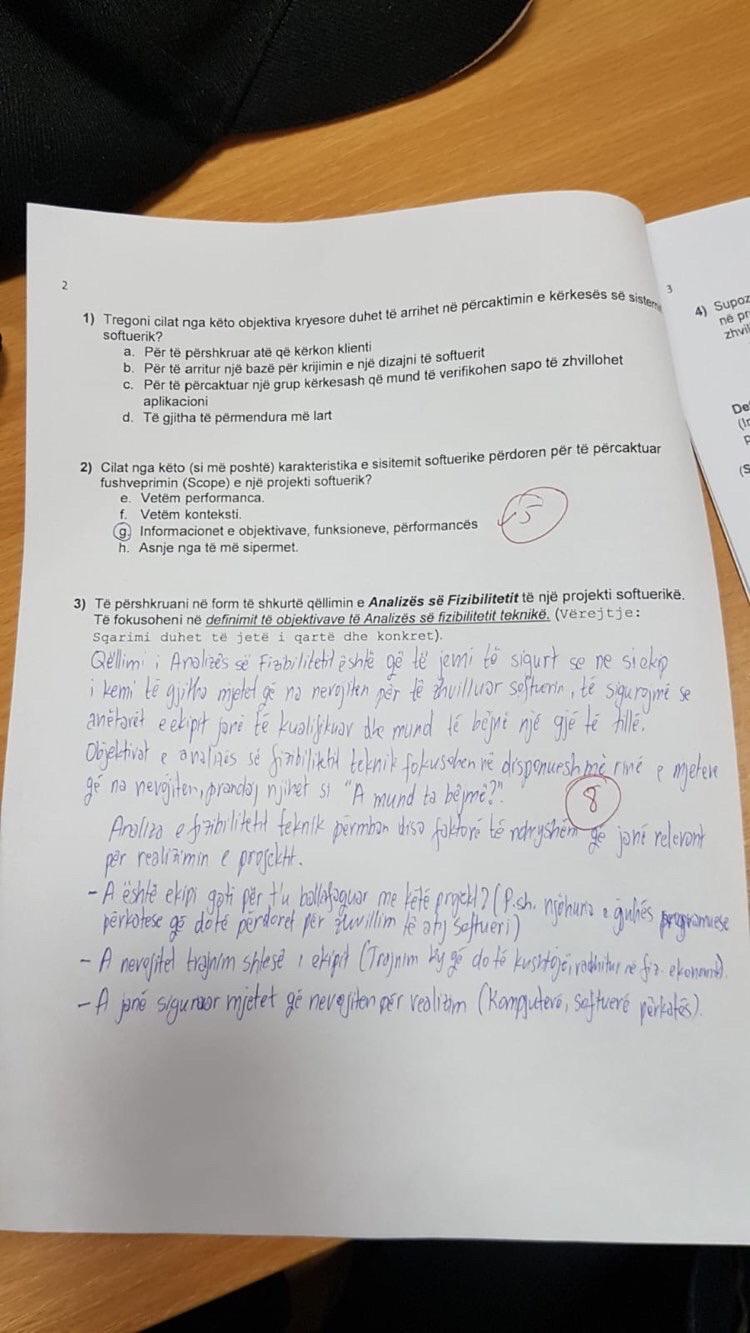 2
1) Tregoni cilat nga këto objektiva kryesore duhet të arrihet në përcaktimin e kërkesës së sistem
softuerik?
a. Për të përshkruar atë që kërkon klienti
b. Për të arritur një bazë për krijimin e një dizajni të softuerit
c. Për të përcaktuar një grup kërkesash që mund të verifikohen sapo të zhvillohet
aplikacioni
d. Të gjitha të përmendura më lart
2) Cilat nga këto (si më poshtë) karakteristika e sisitemit softuerike përdoren për të përcaktuar
fushveprimin (Scope) e një projekti softuerik?
e. Vetëm performanca.
f. Vetëm konteksti.
g. Informacionet e objektivave, funksioneve, përformancës
h. Asnje nga të më sipermet.
5
3) Të përshkruani në form të shkurtë qëllimin e Analizës së Fizibilitetit të një projekti softuerikë.
Të fokusoheni në definimit të objektivave të Analizës së fizibilitetit teknikë. (Vërejtje:
Sqarimi duhet të jetë i qartë dhe konkret).
Qëllimi i Analizës së Fizibilitetit është që të jemi të sigurt se ne si ekip
i kemi të gjitha mjetet që na nevojiten për të zhvilluar softuerin, të sigurojmë se
anëtarët e ekipit janë të kualifikuar dhe mund të bëjnë një gjë të tillë.
Objektivat e analizës së fizibilitetit teknik fokusohen në disponueshmërinë e mjeteve
që na nevojiten, prandaj njihet si "A mund ta bëjmë?".
8
Analiza e fizibilitetit teknik përmban disa faktorë të ndryshëm që janë relevant
për realizimin e projektit.
- A është ekipi gati për t'u ballafaquar me këtë projekt? (P.sh. njohuria e gjuhës programuese
përkatëse që do të përdoret për zhvillim të atij softueri)
- A nevojitet trajnim shtesë i ekipit (Trajnim ky që do të kushtojë, radhitur në fiz. ekonomik).
- A janë siguruar mjetet që nevojiten për realizim (Kompjuterë, softuerë përkatës).
3
4) Supoz
në pr
zhvil
De
(In
p
(S